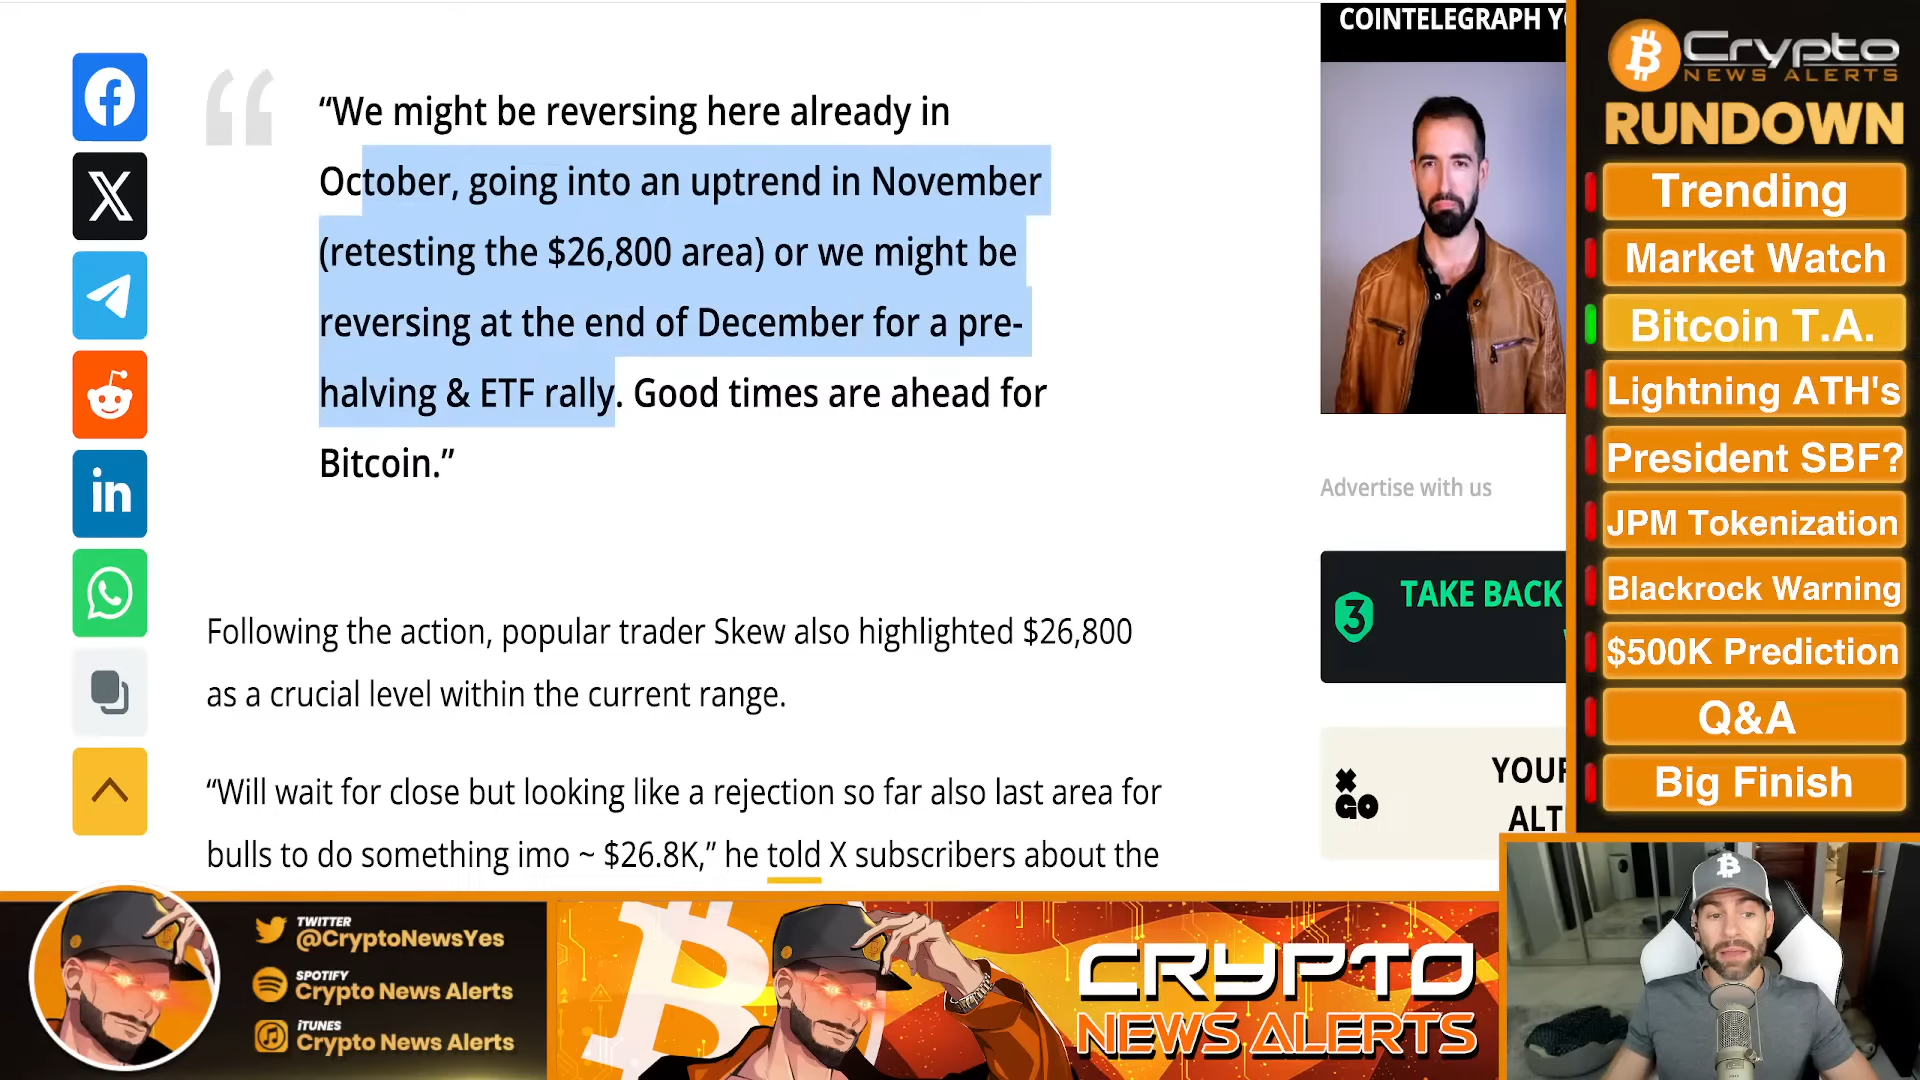 “We might be reversing here already in
October, going into an uptrend in November
(retesting the $26,800 area) or we might be
reversing at the end of December for a pre-
halving & ETF rally. Good times are ahead for
Bitcoin.”
Following the action, popular trader Skew also highlighted $26,800
as a crucial level within the current range.
“Will wait for close but looking like a rejection so far also last area for
bulls to do something imo ~ $26.8K,” he told X subscribers about the
COINTELEGRAPH
Advertise with us
TAKE BACK
GO
ALT
Crypto
NEWS ALERTS
RUNDOWN
Trending
Market Watch
Bitcoin T.A.
Lightning ATH's
President SBF?
JPM Tokenization
Blackrock Warning
$500K Prediction
Q&A
Big Finish
TWITTER
@CryptoNewsYes
SPOTIFY
Crypto News Alerts
iTUNES
Crypto News Alerts
CRYPTO
NEWS ALERTS